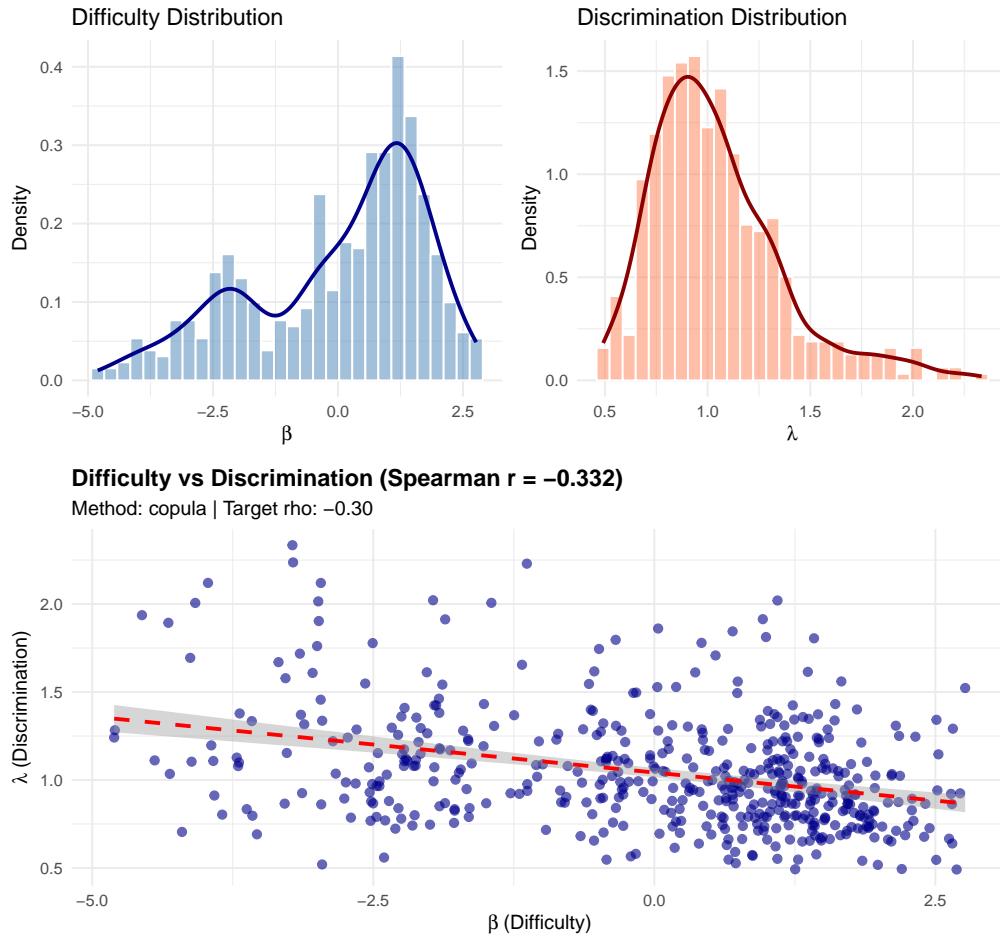 Difficulty Distribution
Discrimination Distribution
Density
0.4
0.3
0.2
0.1
0.0
−5.0 −2.5 0.0 2.5
β
Density
1.5
1.0
0.5
0.0
0.5 1.0 1.5 2.0
λ
Difficulty vs Discrimination (Spearman r = −0.332)
Method: copula | Target rho: −0.30
λ (Discrimination)
2.0
1.5
1.0
0.5
−5.0 −2.5 0.0 2.5
β (Difficulty)